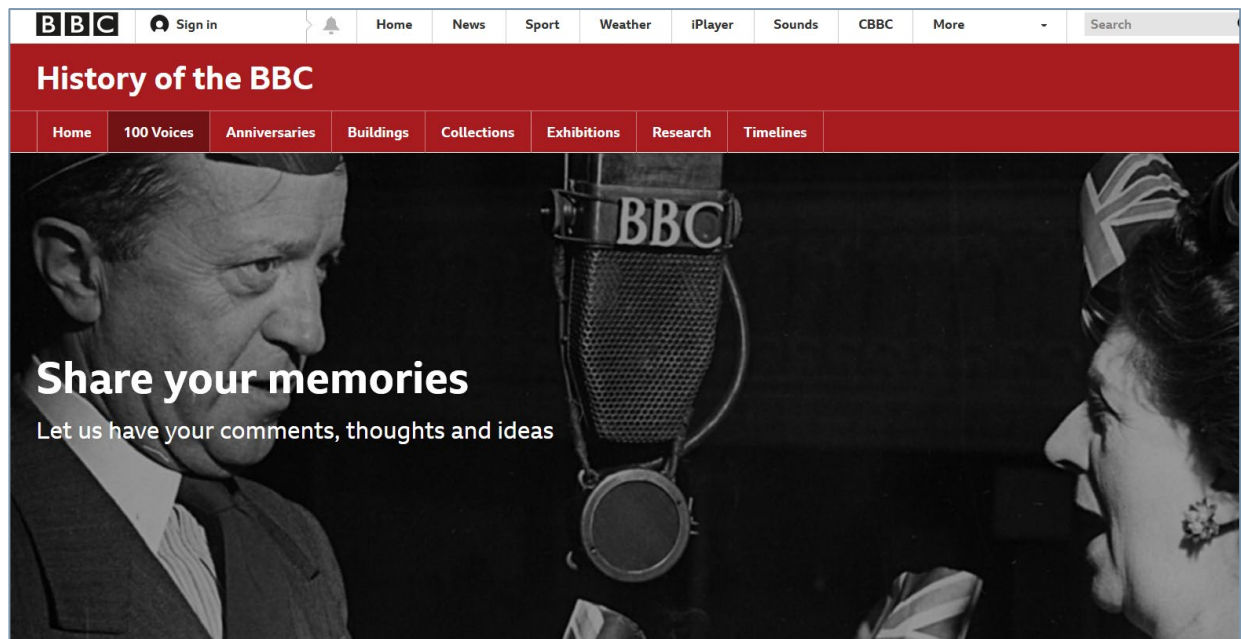 BBC Sign in Home News Sport Weather iPlayer Sounds CBBC More Search
History of the BBC
Home 100 Voices Anniversaries Buildings Collections Exhibitions Research Timelines
BBC
Share your memories
Let us have your comments, thoughts and ideas